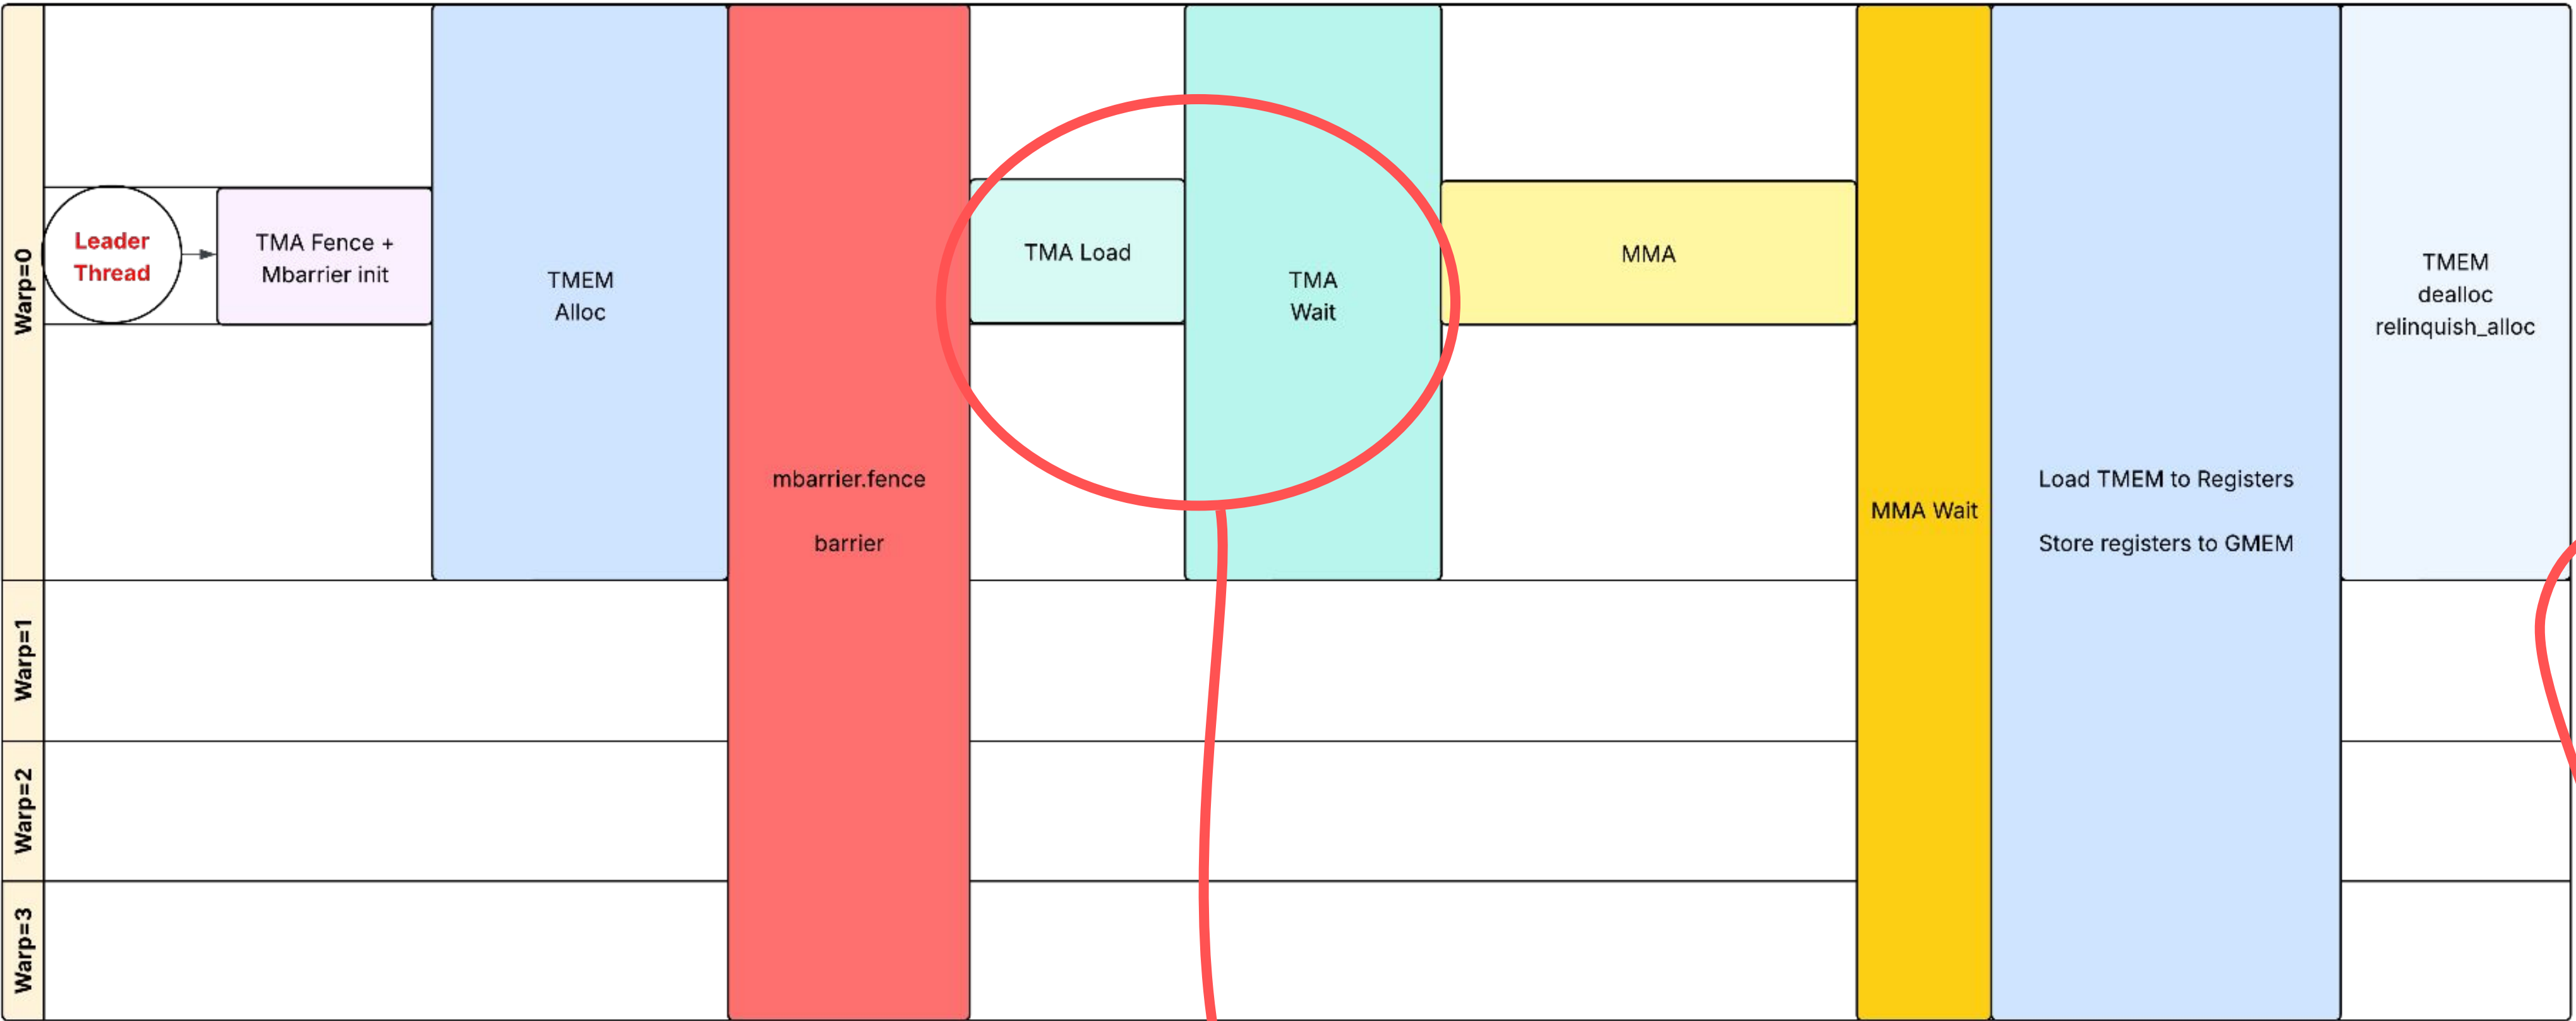 Warp=0
Leader
Thread
TMA Fence +
Mbarrier init
TMEM
Alloc
mbarrier.fence
barrier
TMA Load
TMA
Wait
MMA
MMA Wait
Load TMEM to Registers
Store registers to GMEM
TMEM
dealloc
relinquish_alloc
Warp=1
Warp=2
Warp=3